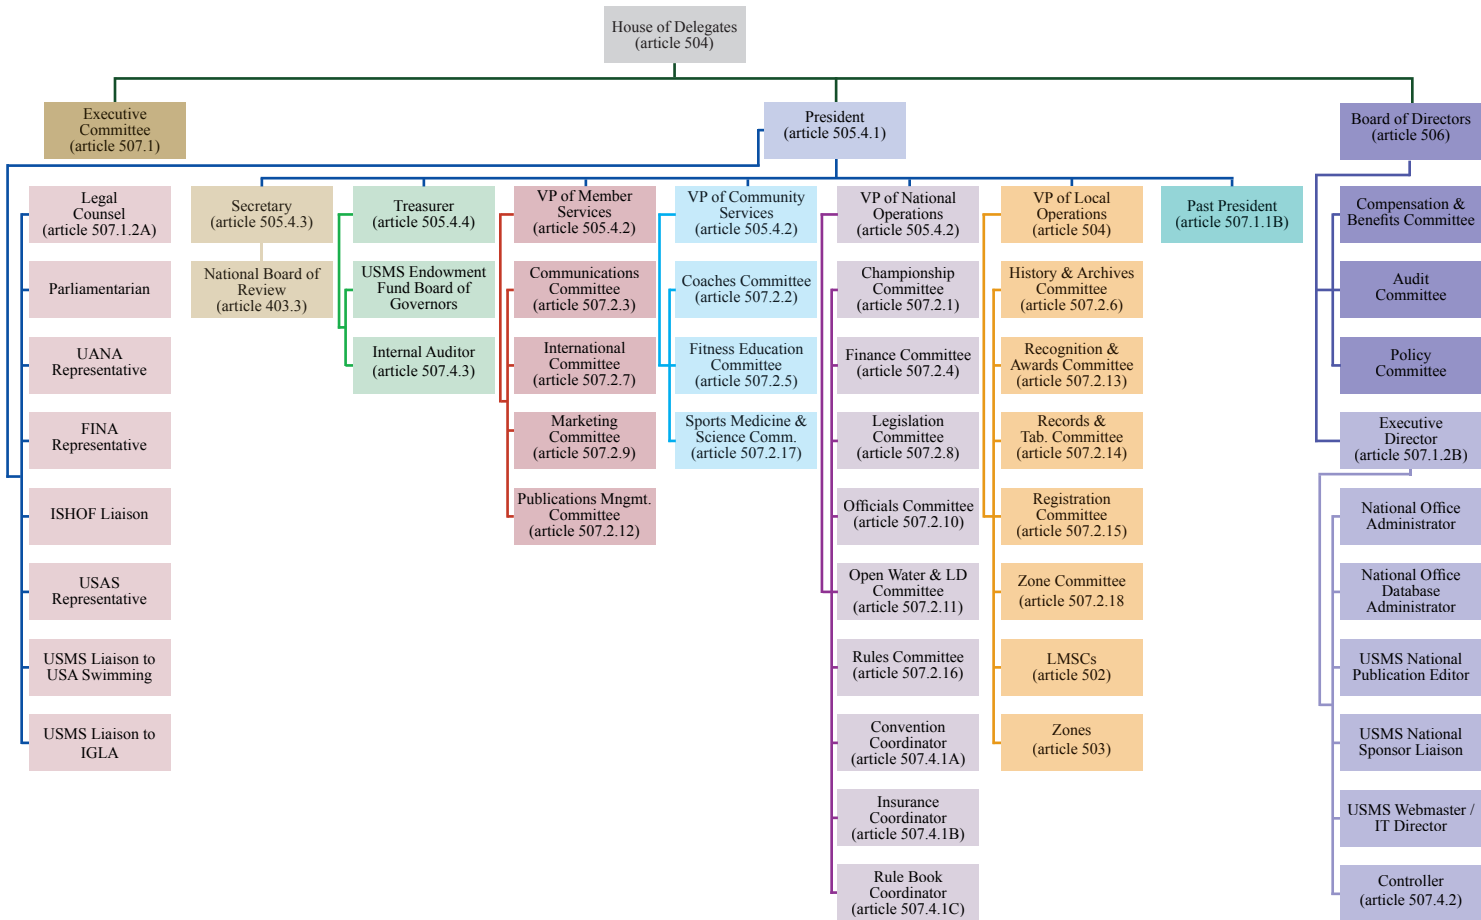 House of Delegates
(article 504)
Executive
Committee
(article 507.1)
President
(article 505.4.1)
Board of Directors
(article 506)
Legal
Counsel
(article 507.1.2A)
Parliamentarian
UANA
Representative
FINA
Representative
ISHOF Liaison
USAS
Representative
USMS Liaison to
USA Swimming
USMS Liaison to
IGLA
Secretary
(article 505.4.3)
National Board of
Review
(article 403.3)
Treasurer
(article 505.4.4)
USMS Endowment
Fund Board of
Governors
Internal Auditor
(article 507.4.3)
VP of Member
Services
(article 505.4.2)
Communications
Committee
(article 507.2.3)
International
Committee
(article 507.2.7)
Marketing
Committee
(article 507.2.9)
Publications Mngmt.
Committee
(article 507.2.12)
VP of Community
Services
(article 505.4.2)
Coaches Committee
(article 507.2.2)
Fitness Education
Committee
(article 507.2.5)
Sports Medicine &
Science Comm.
(article 507.2.17)
VP of National
Operations
(article 505.4.2)
Championship
Committee
(article 507.2.1)
Finance Committee
(article 507.2.4)
Legislation
Committee
(article 507.2.8)
Officials Committee
(article 507.2.10)
Open Water & LD
Committee
(article 507.2.11)
Rules Committee
(article 507.2.16)
Convention
Coordinator
(article 507.4.1A)
Insurance
Coordinator
(article 507.4.1B)
Rule Book
Coordinator
(article 507.4.1C)
VP of Local
Operations
(article 504)
History & Archives
Committee
(article 507.2.6)
Recognition &
Awards Committee
(article 507.2.13)
Records &
Tab. Committee
(article 507.2.14)
Registration
Committee
(article 507.2.15)
Zone Committee
(article 507.2.18
LMSCs
(article 502)
Zones
(article 503)
Past President
(article 507.1.1B)
Compensation &
Benefits Committee
Audit
Committee
Policy
Committee
Executive
Director
(article 507.1.2B)
National Office
Administrator
National Office
Database
Administrator
USMS National
Publication Editor
USMS National
Sponsor Liaison
USMS Webmaster /
IT Director
Controller
(article 507.4.2)